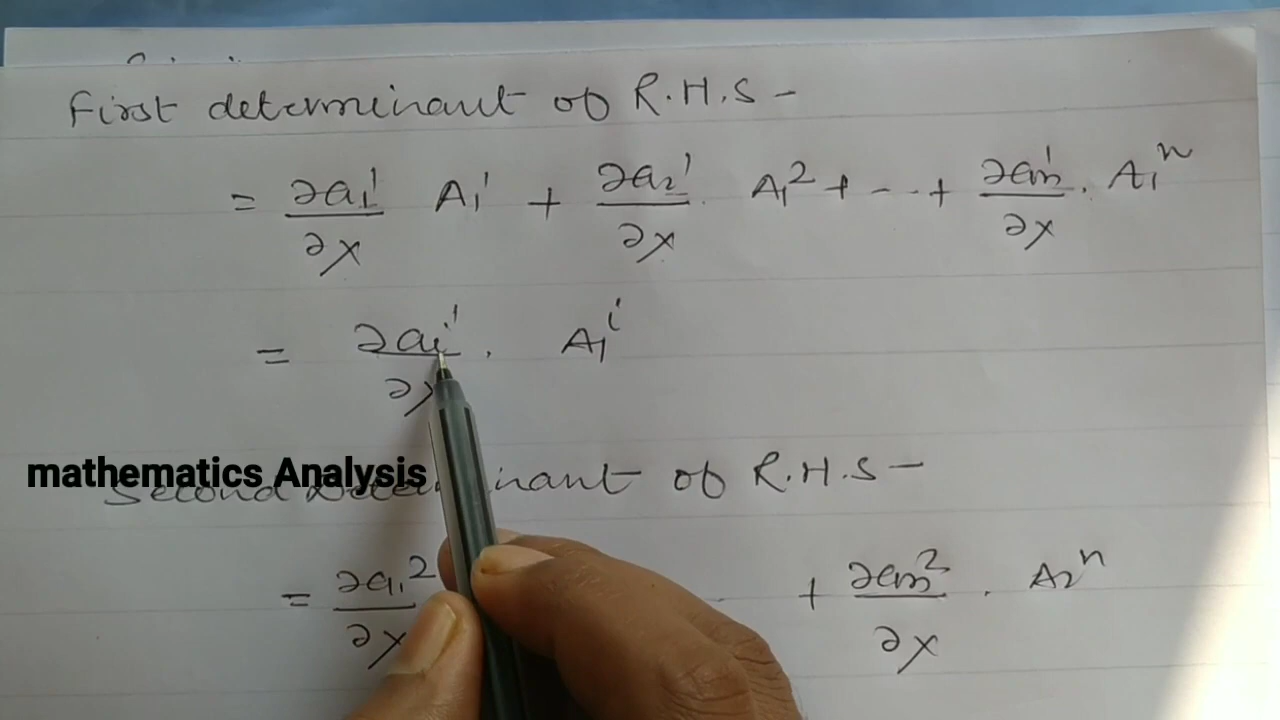 First determinant of R.H.S –
= ∂a₁¹/∂x A₁¹ + ∂a₂¹/∂x . A₁² + - .. + ∂aₙ¹/∂x . A₁ⁿ
= ∂aᵢ¹/∂x . A₁ⁱ
mathematics Analysis
Second determinant of R.H.S –
= ∂a₁²/∂x + ∂aₙ²/∂x . A₂ⁿ